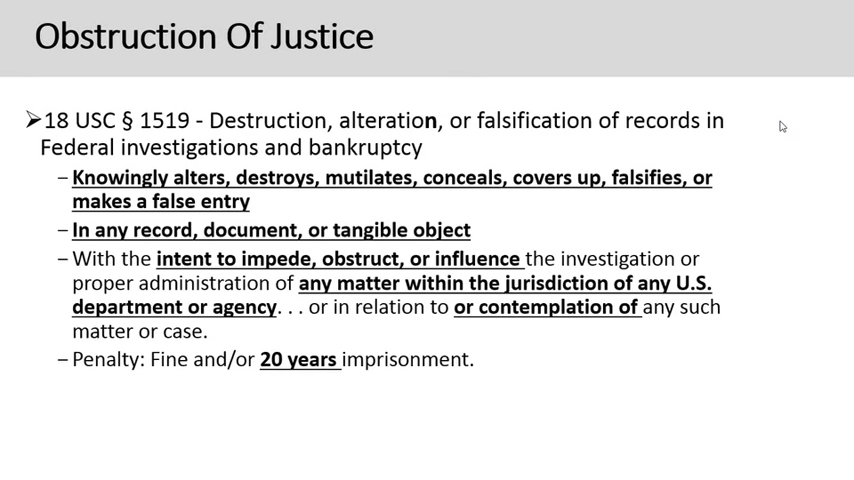 Obstruction Of Justice
➢18 USC § 1519 - Destruction, alteration, or falsification of records in
Federal investigations and bankruptcy
– Knowingly alters, destroys, mutilates, conceals, covers up, falsifies, or
makes a false entry
– In any record, document, or tangible object
– With the intent to impede, obstruct, or influence the investigation or
proper administration of any matter within the jurisdiction of any U.S.
department or agency. . . or in relation to or contemplation of any such
matter or case.
– Penalty: Fine and/or 20 years imprisonment.